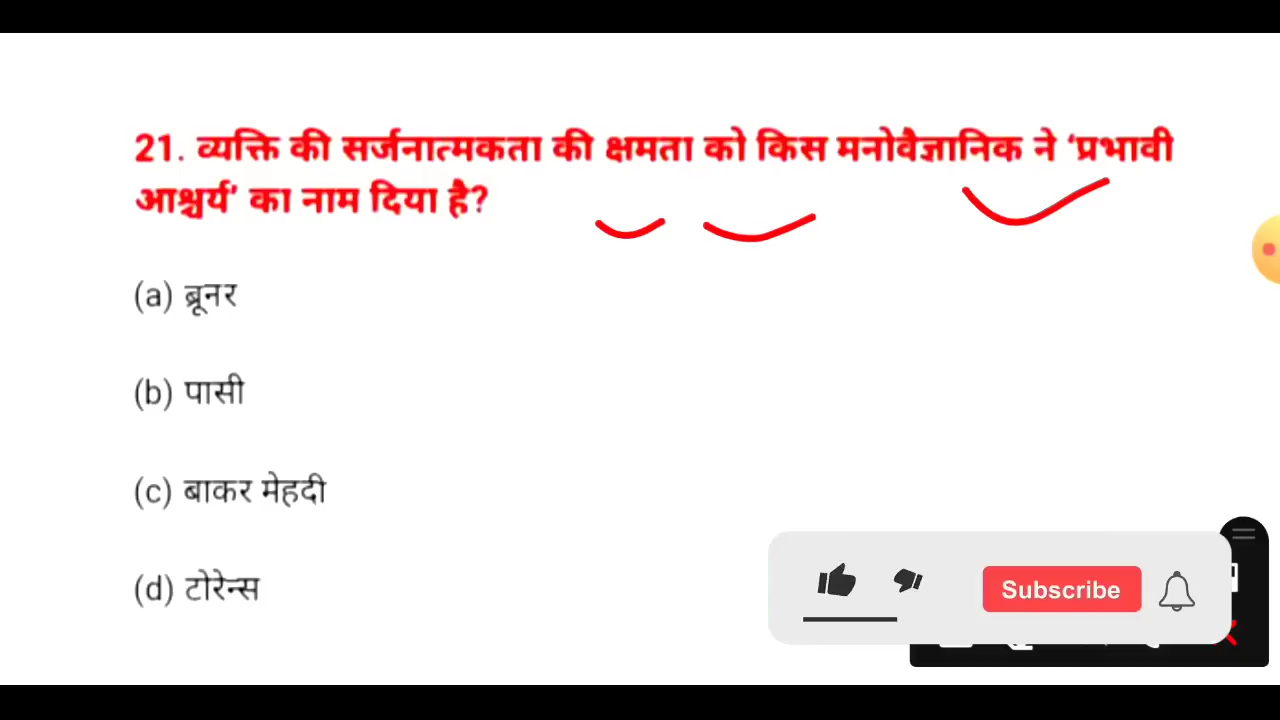 21. व्यक्ति की सर्जनात्मकता की क्षमता को किस मनोवैज्ञानिक ने ‘प्रभावी
आश्चर्य’ का नाम दिया है?
(a) ब्रूनर
(b) पासी
(c) बाकर मेहदी
(d) टोरेन्स
Subscribe